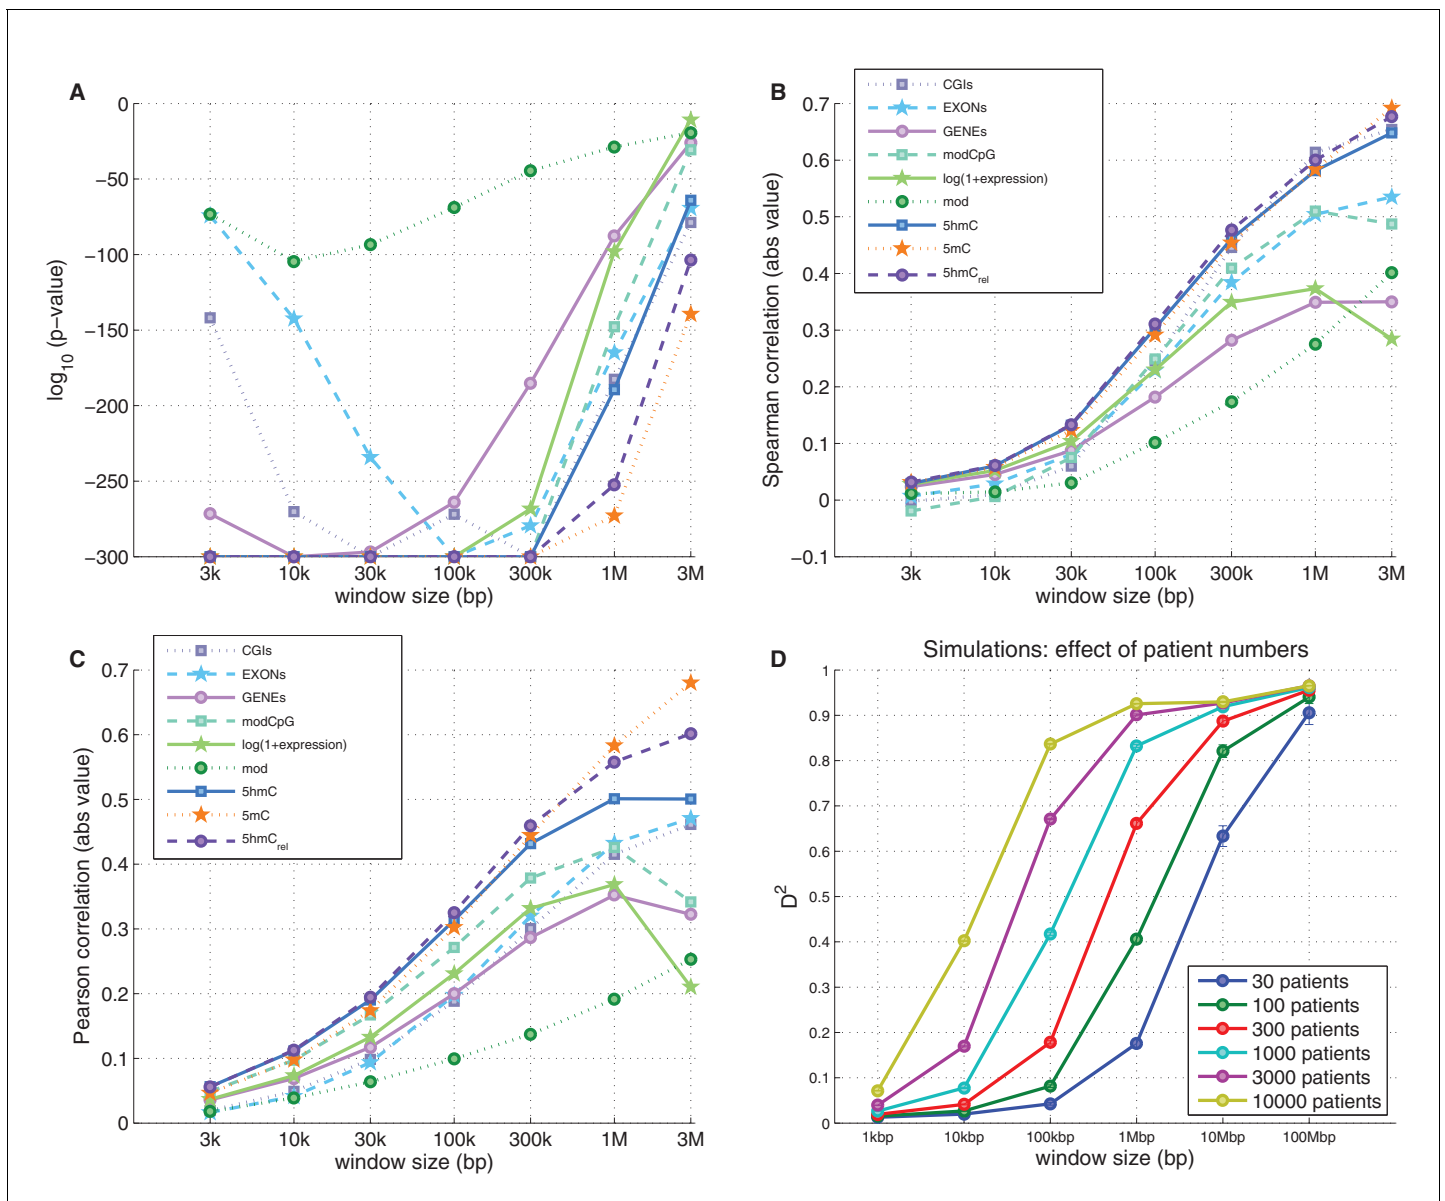 A
0
−50
−100
−150
−200
−250
−300
log10 (p−value)
3k 10k 30k 100k 300k 1M 3M
window size (bp)
B
CGIs
EXONs
GENEs
modCpG
log(1+expression)
mod
5hmC
5mC
5hmCrel
0.7
0.6
0.5
0.4
0.3
0.2
0.1
0
−0.1
Spearman correlation (abs value)
3k 10k 30k 100k 300k 1M 3M
window size (bp)
C
CGIs
EXONs
GENEs
modCpG
log(1+expression)
mod
5hmC
5mC
5hmCrel
0.7
0.6
0.5
0.4
0.3
0.2
0.1
0
Pearson correlation (abs value)
3k 10k 30k 100k 300k 1M 3M
window size (bp)
D
Simulations: effect of patient numbers
1
0.9
0.8
0.7
0.6
0.5
0.4
0.3
0.2
0.1
0
D2
30 patients
100 patients
300 patients
1000 patients
3000 patients
10000 patients
1kbp 10kbp 100kbp 1Mbp 10Mbp 100Mbp
window size (bp)